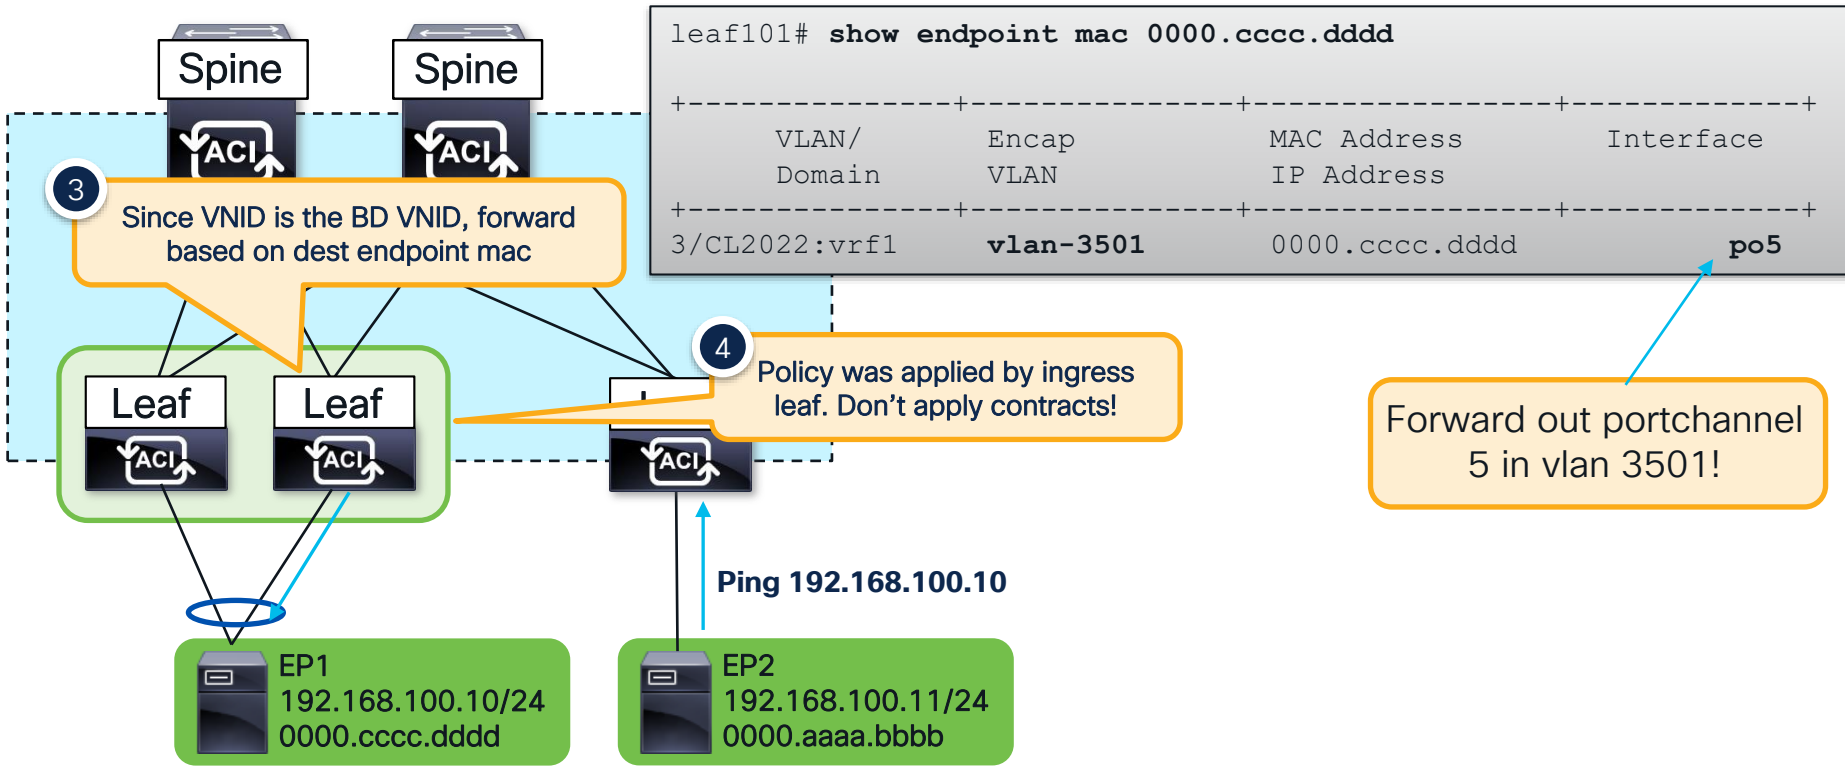 Spine
Spine
ACI
ACI
3
Since VNID is the BD VNID, forward
based on dest endpoint mac
leaf101# show endpoint mac 0000.cccc.dddd
+---------------+---------------+-----------------+-------------+
VLAN/ Encap MAC Address Interface
Domain VLAN IP Address
+---------------+---------------+-----------------+-------------+
3/CL2022:vrf1 vlan-3501 0000.cccc.dddd po5
4
Policy was applied by ingress
leaf. Don't apply contracts!
Forward out portchannel
5 in vlan 3501!
Leaf
Leaf
ACI
ACI
ACI
Ping 192.168.100.10
EP1
192.168.100.10/24
0000.cccc.dddd
EP2
192.168.100.11/24
0000.aaaa.bbbb